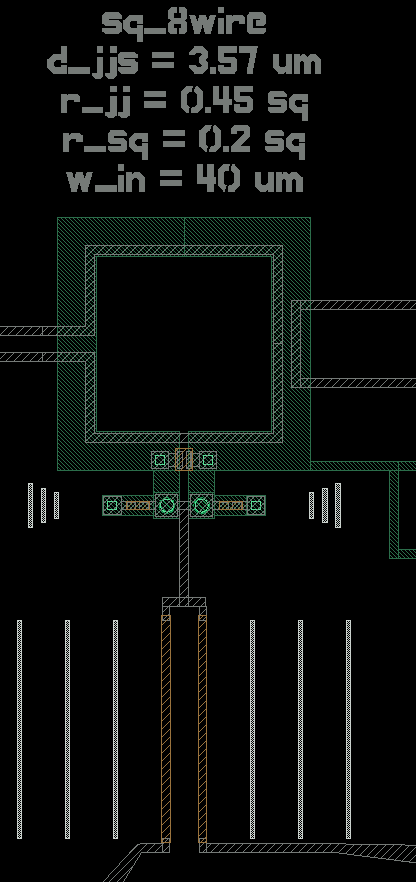 sq_8wire
d_jjs = 3.57 um
r_jj = 0.45 sq
r_sq = 0.2 sq
w_in = 40 um